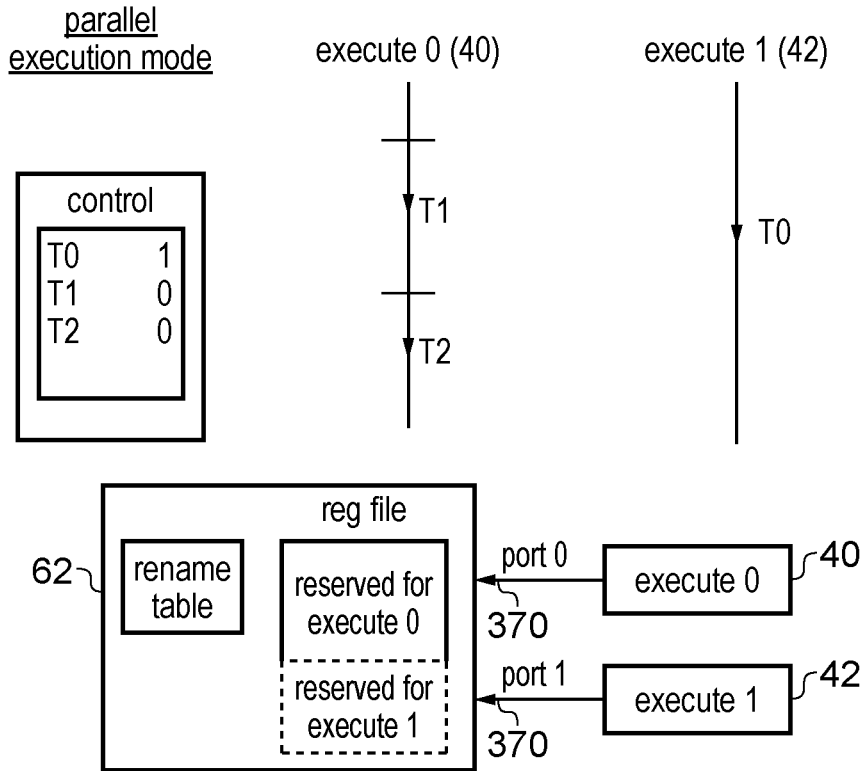 parallel
execution mode
execute 0 (40)
execute 1 (42)
control
T0 1
T1 0
T2 0
T1
T2
T0
reg file
62
rename
table
reserved for
execute 0
reserved for
execute 1
port 0
370
execute 0
40
port 1
370
execute 1
42